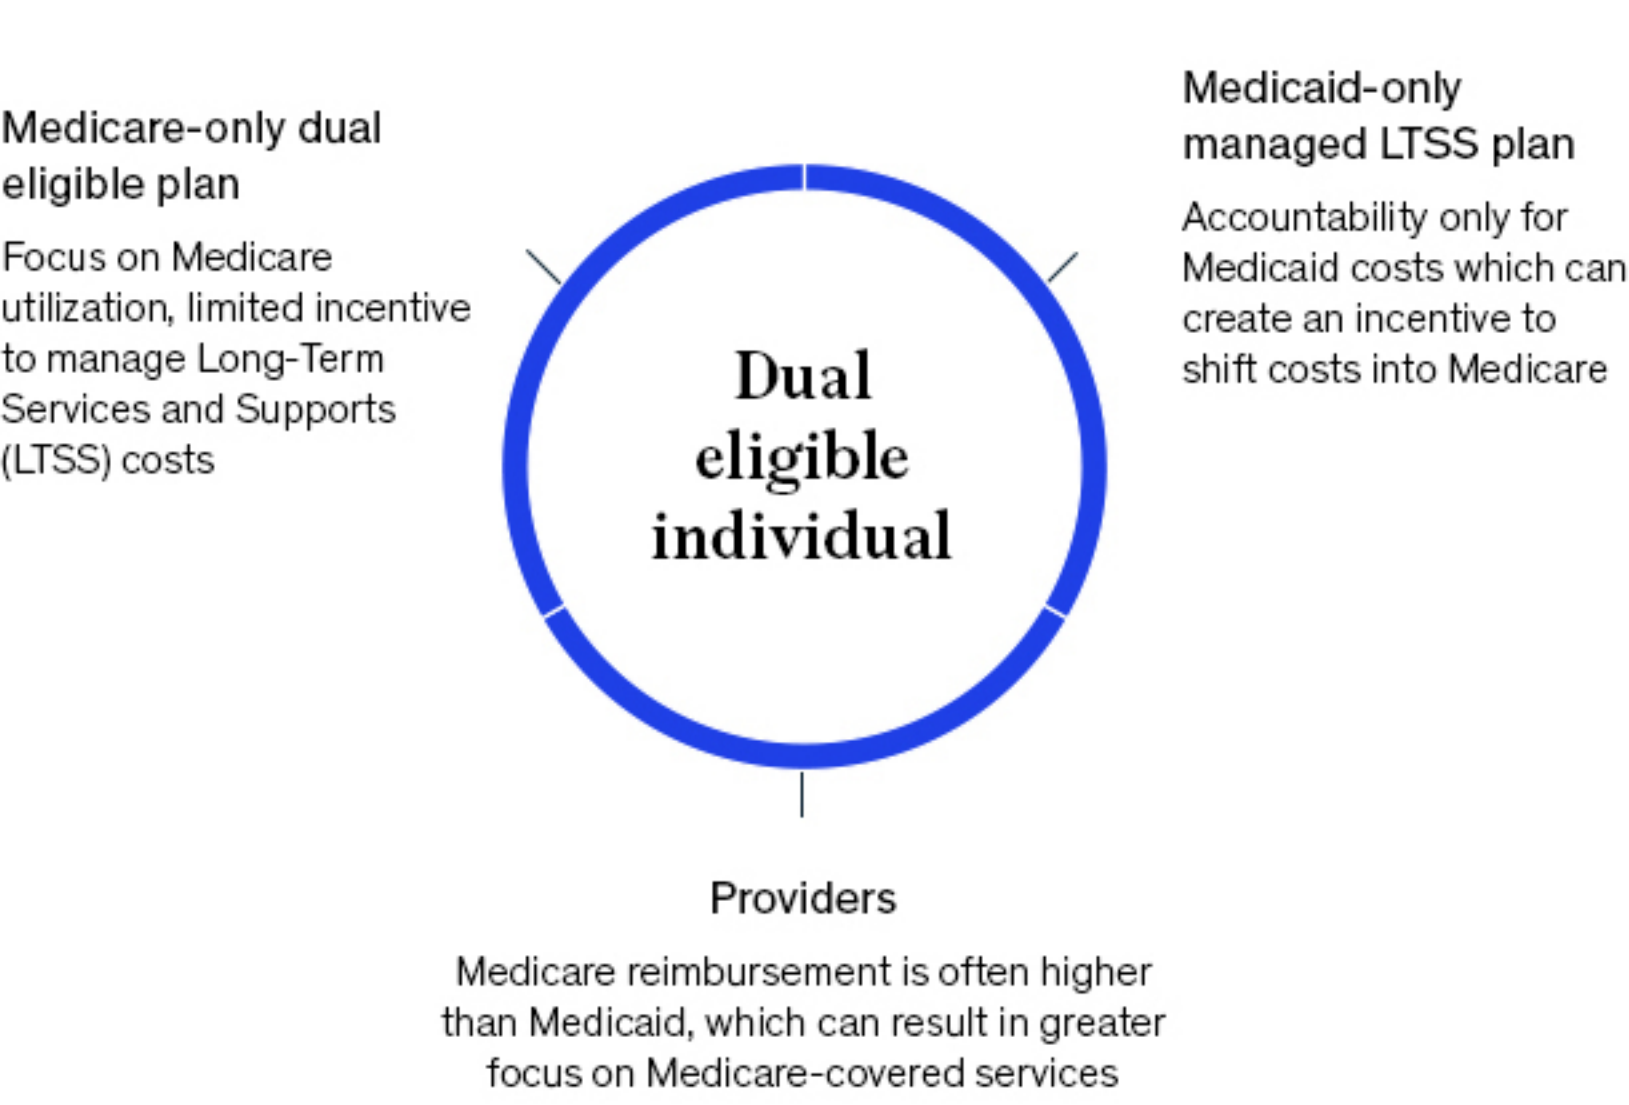 Medicare-only dual
eligible plan
Focus on Medicare
utilization, limited incentive
to manage Long-Term
Services and Supports
(LTSS) costs
Medicaid-only
managed LTSS plan
Accountability only for
Medicaid costs which can
create an incentive to
shift costs into Medicare
Dual
eligible
individual
Providers
Medicare reimbursement is often higher
than Medicaid, which can result in greater
focus on Medicare-covered services